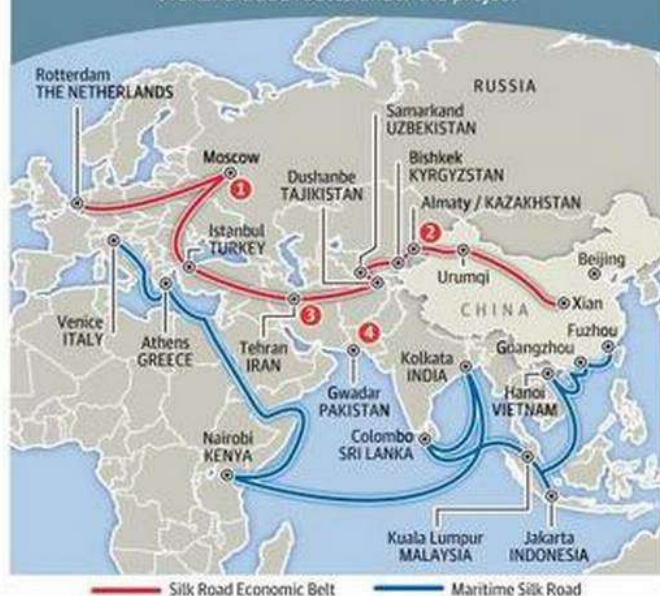 Rotterdam
THE NETHERLANDS
RUSSIA
Samarkand
UZBEKISTAN
Moscow
1
Dushanbe
TAJIKISTAN
Bishkek
KYRGYZSTAN
Almaty / KAZAKHSTAN
2
Istanbul
TURKEY
Urumqi
Beijing
CHINA
Xian
Venice
ITALY
Athens
GREECE
Tehran
IRAN
3
4
Gwadar
PAKISTAN
Kolkata
INDIA
Fuzhou
Goangzhou
Hanoi
VIETNAM
Nairobi
KENYA
Colombo
SRI LANKA
Kuala Lumpur
MALAYSIA
Jakarta
INDONESIA
Silk Road Economic Belt
Maritime Silk Road